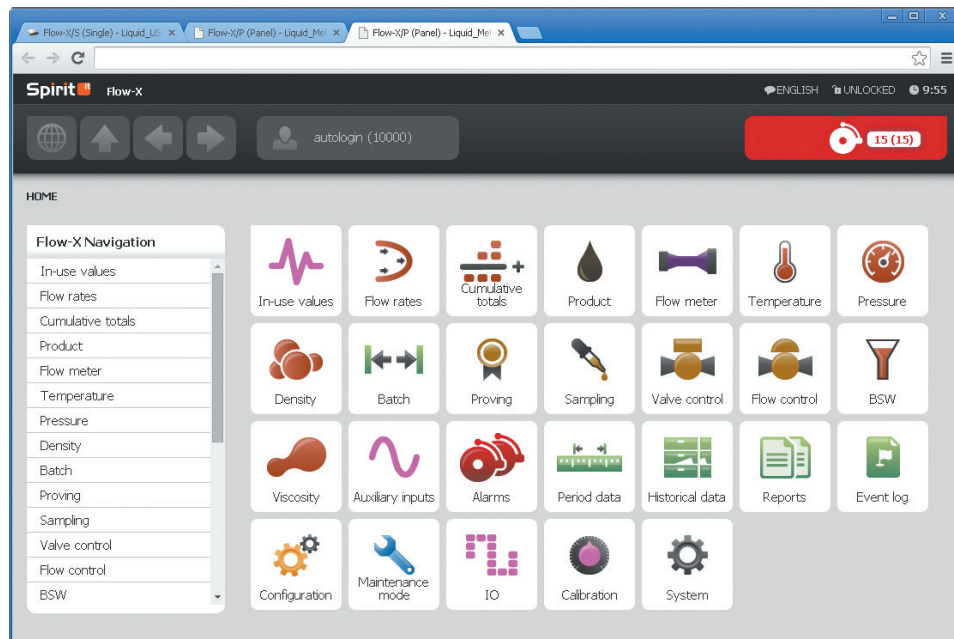 Flow-X/S (Single) - Liquid_US
Flow-X/P (Panel) - Liquid_Met
Flow-X/P (Panel) - Liquid_Met
Spirit it Flow-X
ENGLISH UNLOCKED 9:55
autologin (10000)
15 (15)
HOME
Flow-X Navigation
In-use values
Flow rates
Cumulative totals
Product
Flow meter
Temperature
Pressure
Density
Batch
Proving
Sampling
Valve control
Flow control
BSW
In-use values
Flow rates
Cumulative
totals
Product
Flow meter
Temperature
Pressure
Density
Batch
Proving
Sampling
Valve control
Flow control
BSW
Viscosity
Auxiliary inputs
Alarms
Period data
Historical data
Reports
Event log
Configuration
Maintenance
mode
IO
Calibration
System